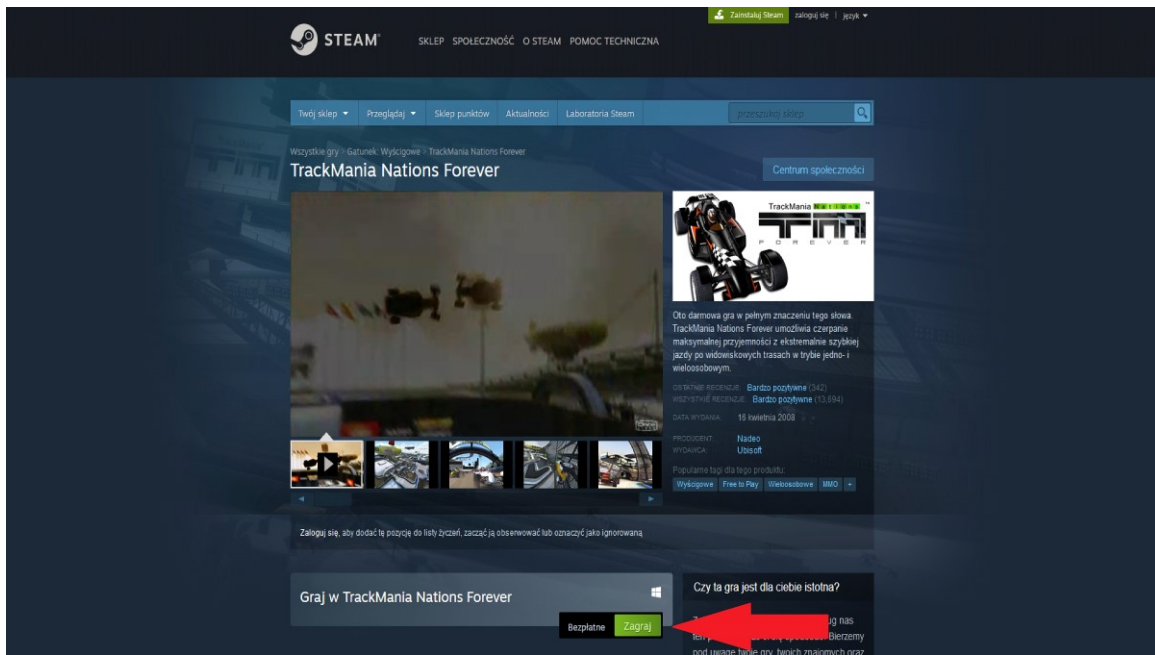 Zainstaluj Steam zaloguj się | język
STEAM
SKLEP SPOŁECZNOŚĆ O STEAM POMOC TECHNICZNA
Twój sklep Przeglądaj Sklep punktów Aktualności Laboratoria Steam przeszukaj sklep
Wszystkie gry > Gatunek: Wyścigowe > TrackMania Nations Forever
TrackMania Nations Forever
Centrum społeczności
TrackMania Nations ™
TM
FOREVER
Oto darmowa gra w pełnym znaczeniu tego słowa.
TrackMania Nations Forever umożliwia czerpanie
maksymalnej przyjemności z ekstremalnie szybkiej
jazdy po widowiskowych trasach w trybie jedno- i
wieloosobowym.
OSTATNIE RECENZJE: Bardzo pozytywne (342)
WSZYSTKIE RECENZJE: Bardzo pozytywne (13,694)
DATA WYDANIA: 16 kwietnia 2008
PRODUCENT: Nadeo
WYDAWCA: Ubisoft
Popularne tagi dla tego produktu:
Wyścigowe Free to Play Wieloosobowe MMO +
Zaloguj się, aby dodać tę pozycję do listy życzeń, zacząć ją obserwować lub oznaczyć jako ignorowaną
Graj w TrackMania Nations Forever
Bezpłatne Zagraj
Czy ta gra jest dla ciebie istotna?
nas
Bierzemy
pod uwagę twoje gry, twoich znajomych oraz